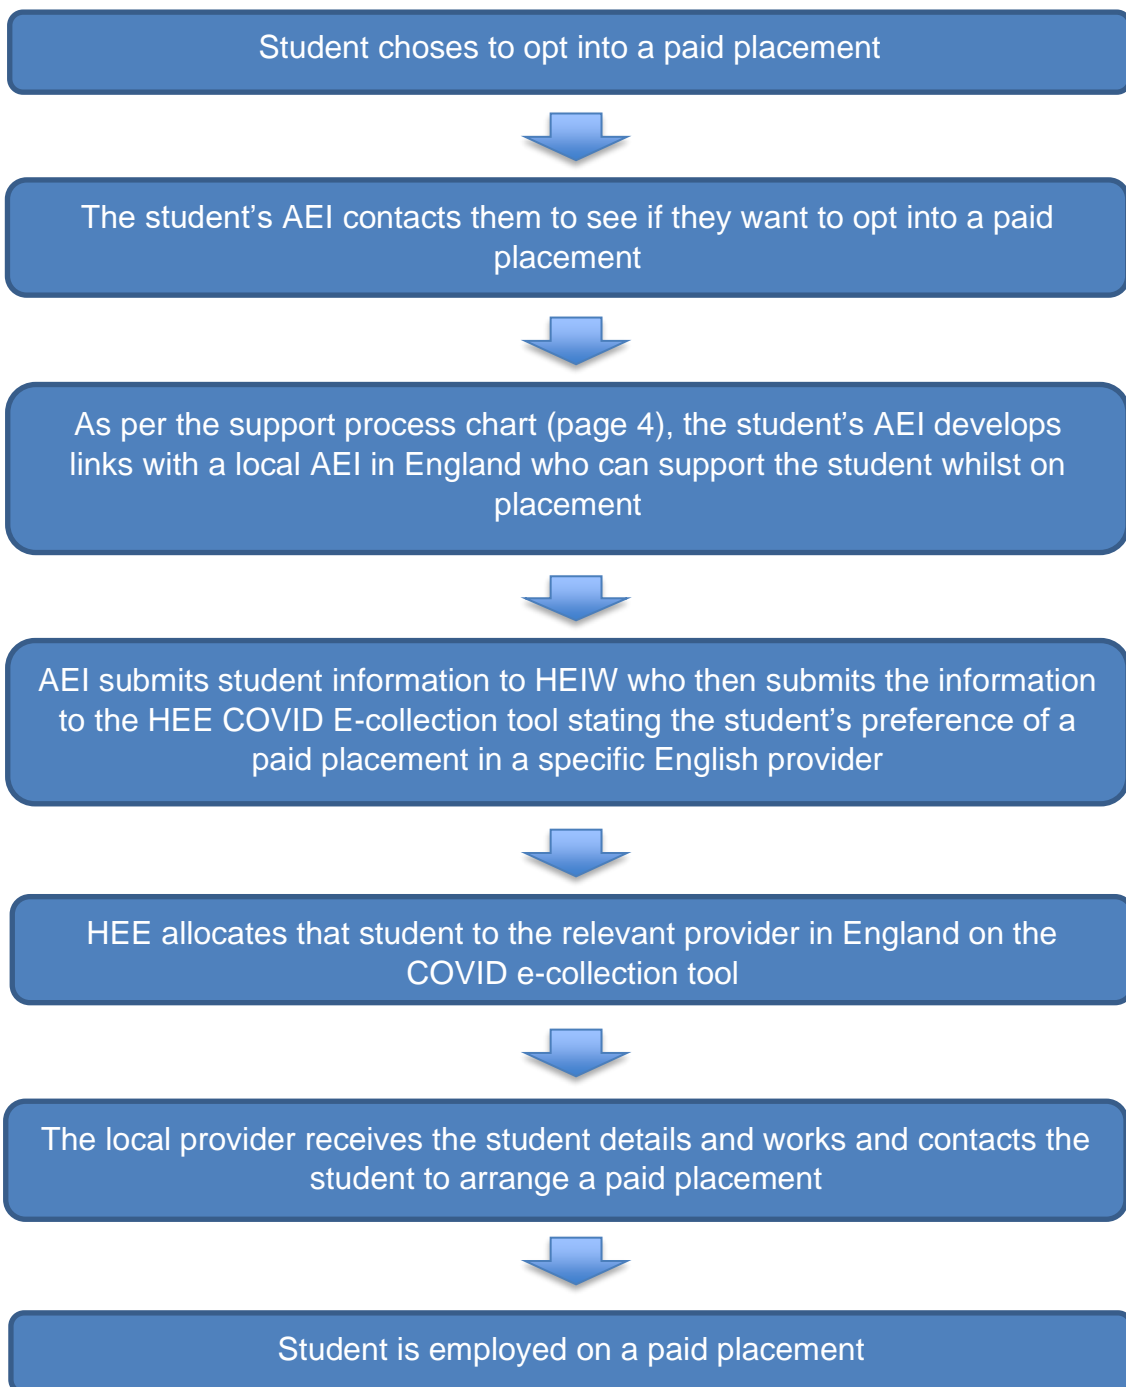 Student choses to opt into a paid placement
The student’s AEI contacts them to see if they want to opt into a paid
placement
As per the support process chart (page 4), the student’s AEI develops
links with a local AEI in England who can support the student whilst on
placement
AEI submits student information to HEIW who then submits the information
to the HEE COVID E-collection tool stating the student’s preference of a
paid placement in a specific English provider
HEE allocates that student to the relevant provider in England on the
COVID e-collection tool
The local provider receives the student details and works and contacts the
student to arrange a paid placement
Student is employed on a paid placement